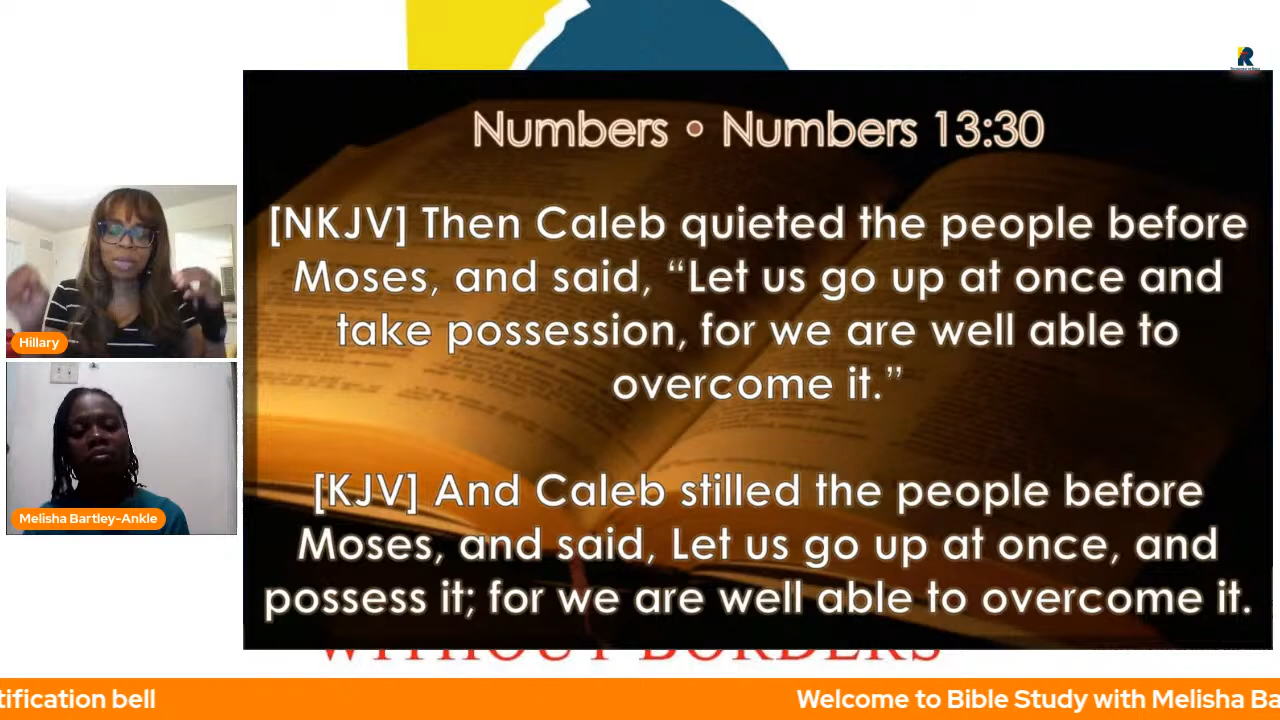 Numbers • Numbers 13:30
[NKJV] Then Caleb quieted the people before
Moses, and said, “Let us go up at once and
take possession, for we are well able to
overcome it.”
[KJV] And Caleb stilled the people before
Moses, and said, Let us go up at once, and
possess it; for we are well able to overcome it.
Hillary
Melisha Bartley-Ankle
WITHOUT BORDERS
tification bell
Welcome to Bible Study with Melisha Ba